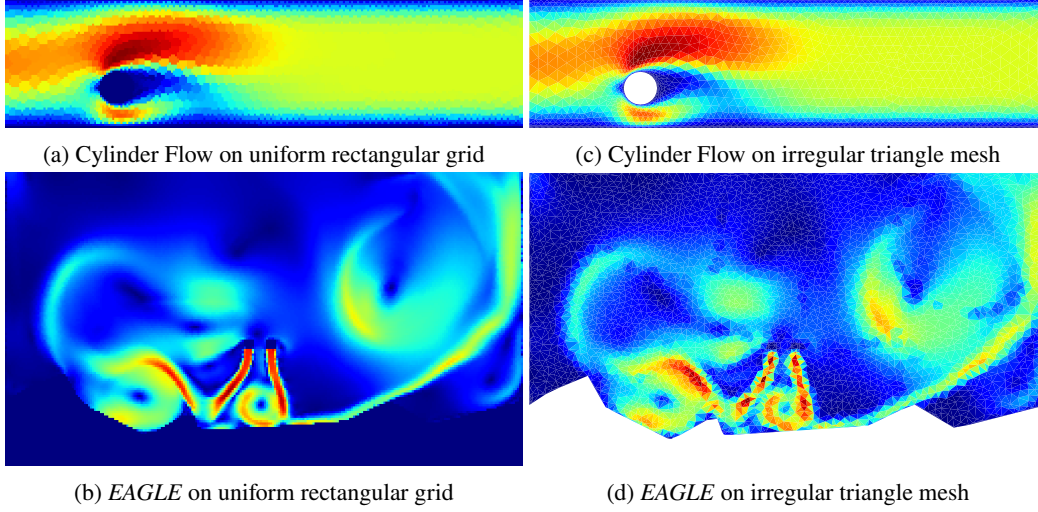 (a) Cylinder Flow on uniform rectangular grid
(c) Cylinder Flow on irregular triangle mesh
(b) EAGLE on uniform rectangular grid
(d) EAGLE on irregular triangle mesh